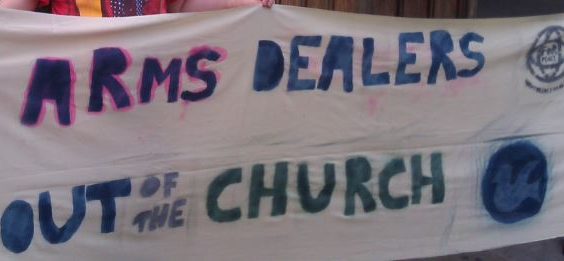 ARMS DEALERS
OUT OF THE CHURCH